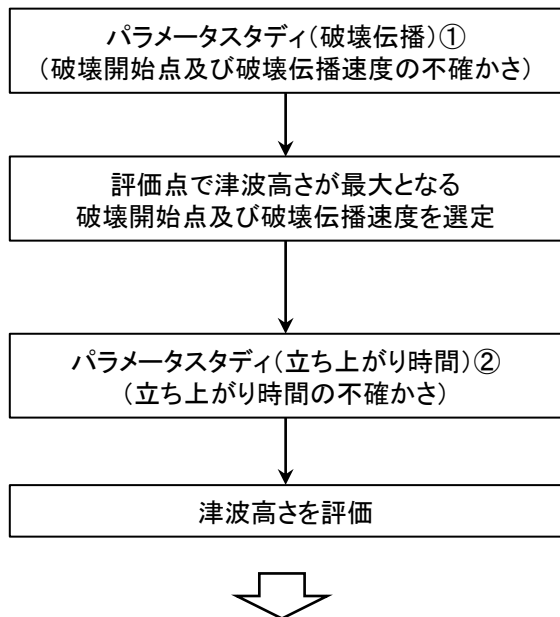 パラメータスタディ(破壊伝播)①
(破壊開始点及び破壊伝播速度の不確かさ)
評価点で津波高さが最大となる
破壊開始点及び破壊伝播速度を選定
パラメータスタディ(立ち上がり時間)②
(立ち上がり時間の不確かさ)
津波高さを評価